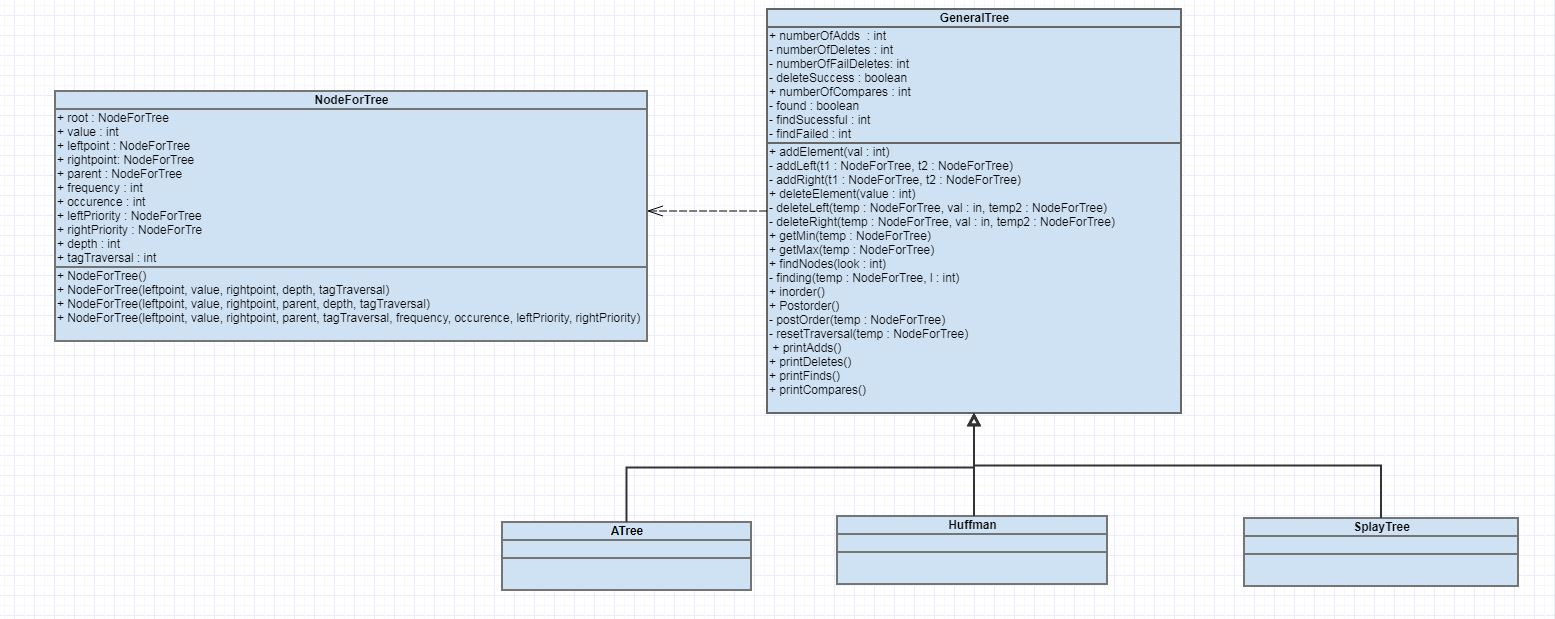 NodeForTree
+ root : NodeForTree
+ value : int
+ leftpoint : NodeForTree
+ rightpoint: NodeForTree
+ parent : NodeForTree
+ frequency : int
+ occurence : int
+ leftPriority : NodeForTree
+ rightPriority : NodeForTre
+ depth : int
+ tagTraversal : int
+ NodeForTree()
+ NodeForTree(leftpoint, value, rightpoint, depth, tagTraversal)
+ NodeForTree(leftpoint, value, rightpoint, parent, depth, tagTraversal)
+ NodeForTree(leftpoint, value, rightpoint, parent, tagTraversal, frequency, occurence, leftPriority, rightPriority)
GeneralTree
+ numberOfAdds : int
- numberOfDeletes : int
- numberOfFailDeletes: int
- deleteSuccess : boolean
+ numberOfCompares : int
- found : boolean
- findSucessful : int
- findFailed : int
+ addElement(val : int)
- addLeft(t1 : NodeForTree, t2 : NodeForTree)
- addRight(t1 : NodeForTree, t2 : NodeForTree)
+ deleteElement(value : int)
- deleteLeft(temp : NodeForTree, val : in, temp2 : NodeForTree)
- deleteRight(temp : NodeForTree, val : in, temp2 : NodeForTree)
+ getMin(temp : NodeForTree)
+ getMax(temp : NodeForTree)
+ findNodes(look : int)
- finding(temp : NodeForTree, l : int)
+ inorder()
+ Postorder()
- postOrder(temp : NodeForTree)
- resetTraversal(temp : NodeForTree)
+ printAdds()
+ printDeletes()
+ printFinds()
+ printCompares()
ATree
Huffman
SplayTree